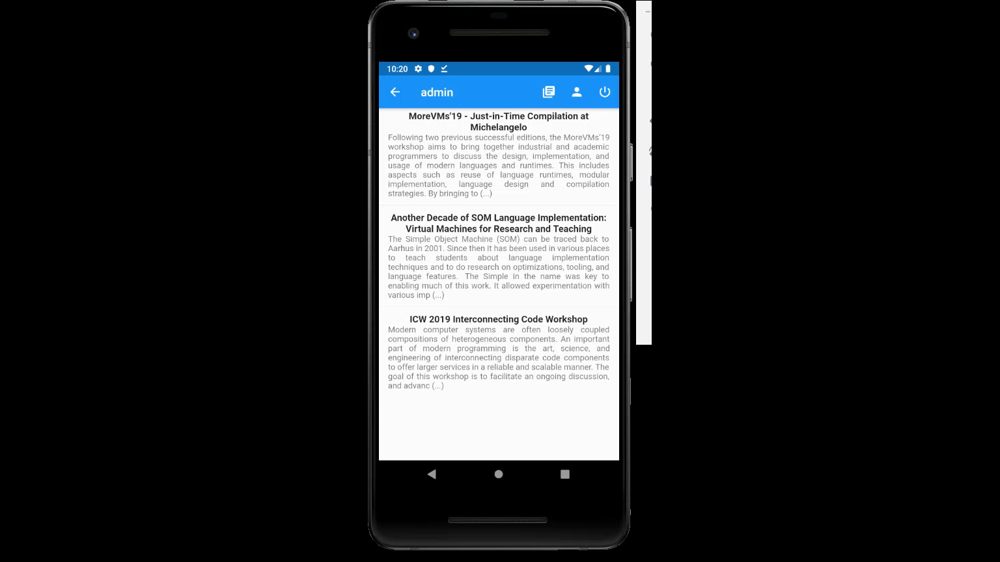 10:20
admin
MoreVMs'19 - Just-in-Time Compilation at
Michelangelo
Following two previous successful editions, the MoreVMs'19
workshop aims to bring together industrial and academic
programmers to discuss the design, implementation, and
usage of modern languages and runtimes. This includes
aspects such as reuse of language runtimes, modular
implementation, language design and compilation
strategies. By bringing to (...)
Another Decade of SOM Language Implementation:
Virtual Machines for Research and Teaching
The Simple Object Machine (SOM) can be traced back to
Aarhus in 2001. Since then it has been used in various places
to teach students about language implementation
techniques and to do research on optimizations, tooling, and
language features. The Simple in the name was key to
enabling much of this work. It allowed experimentation with
various imp (...)
ICW 2019 Interconnecting Code Workshop
Modern computer systems are often loosely coupled
compositions of heterogeneous components. An important
part of modern programming is the art, science, and
engineering of interconnecting disparate code components
to offer larger services in a reliable and scalable manner. The
goal of this workshop is to facilitate an ongoing discussion,
and advanc (...)